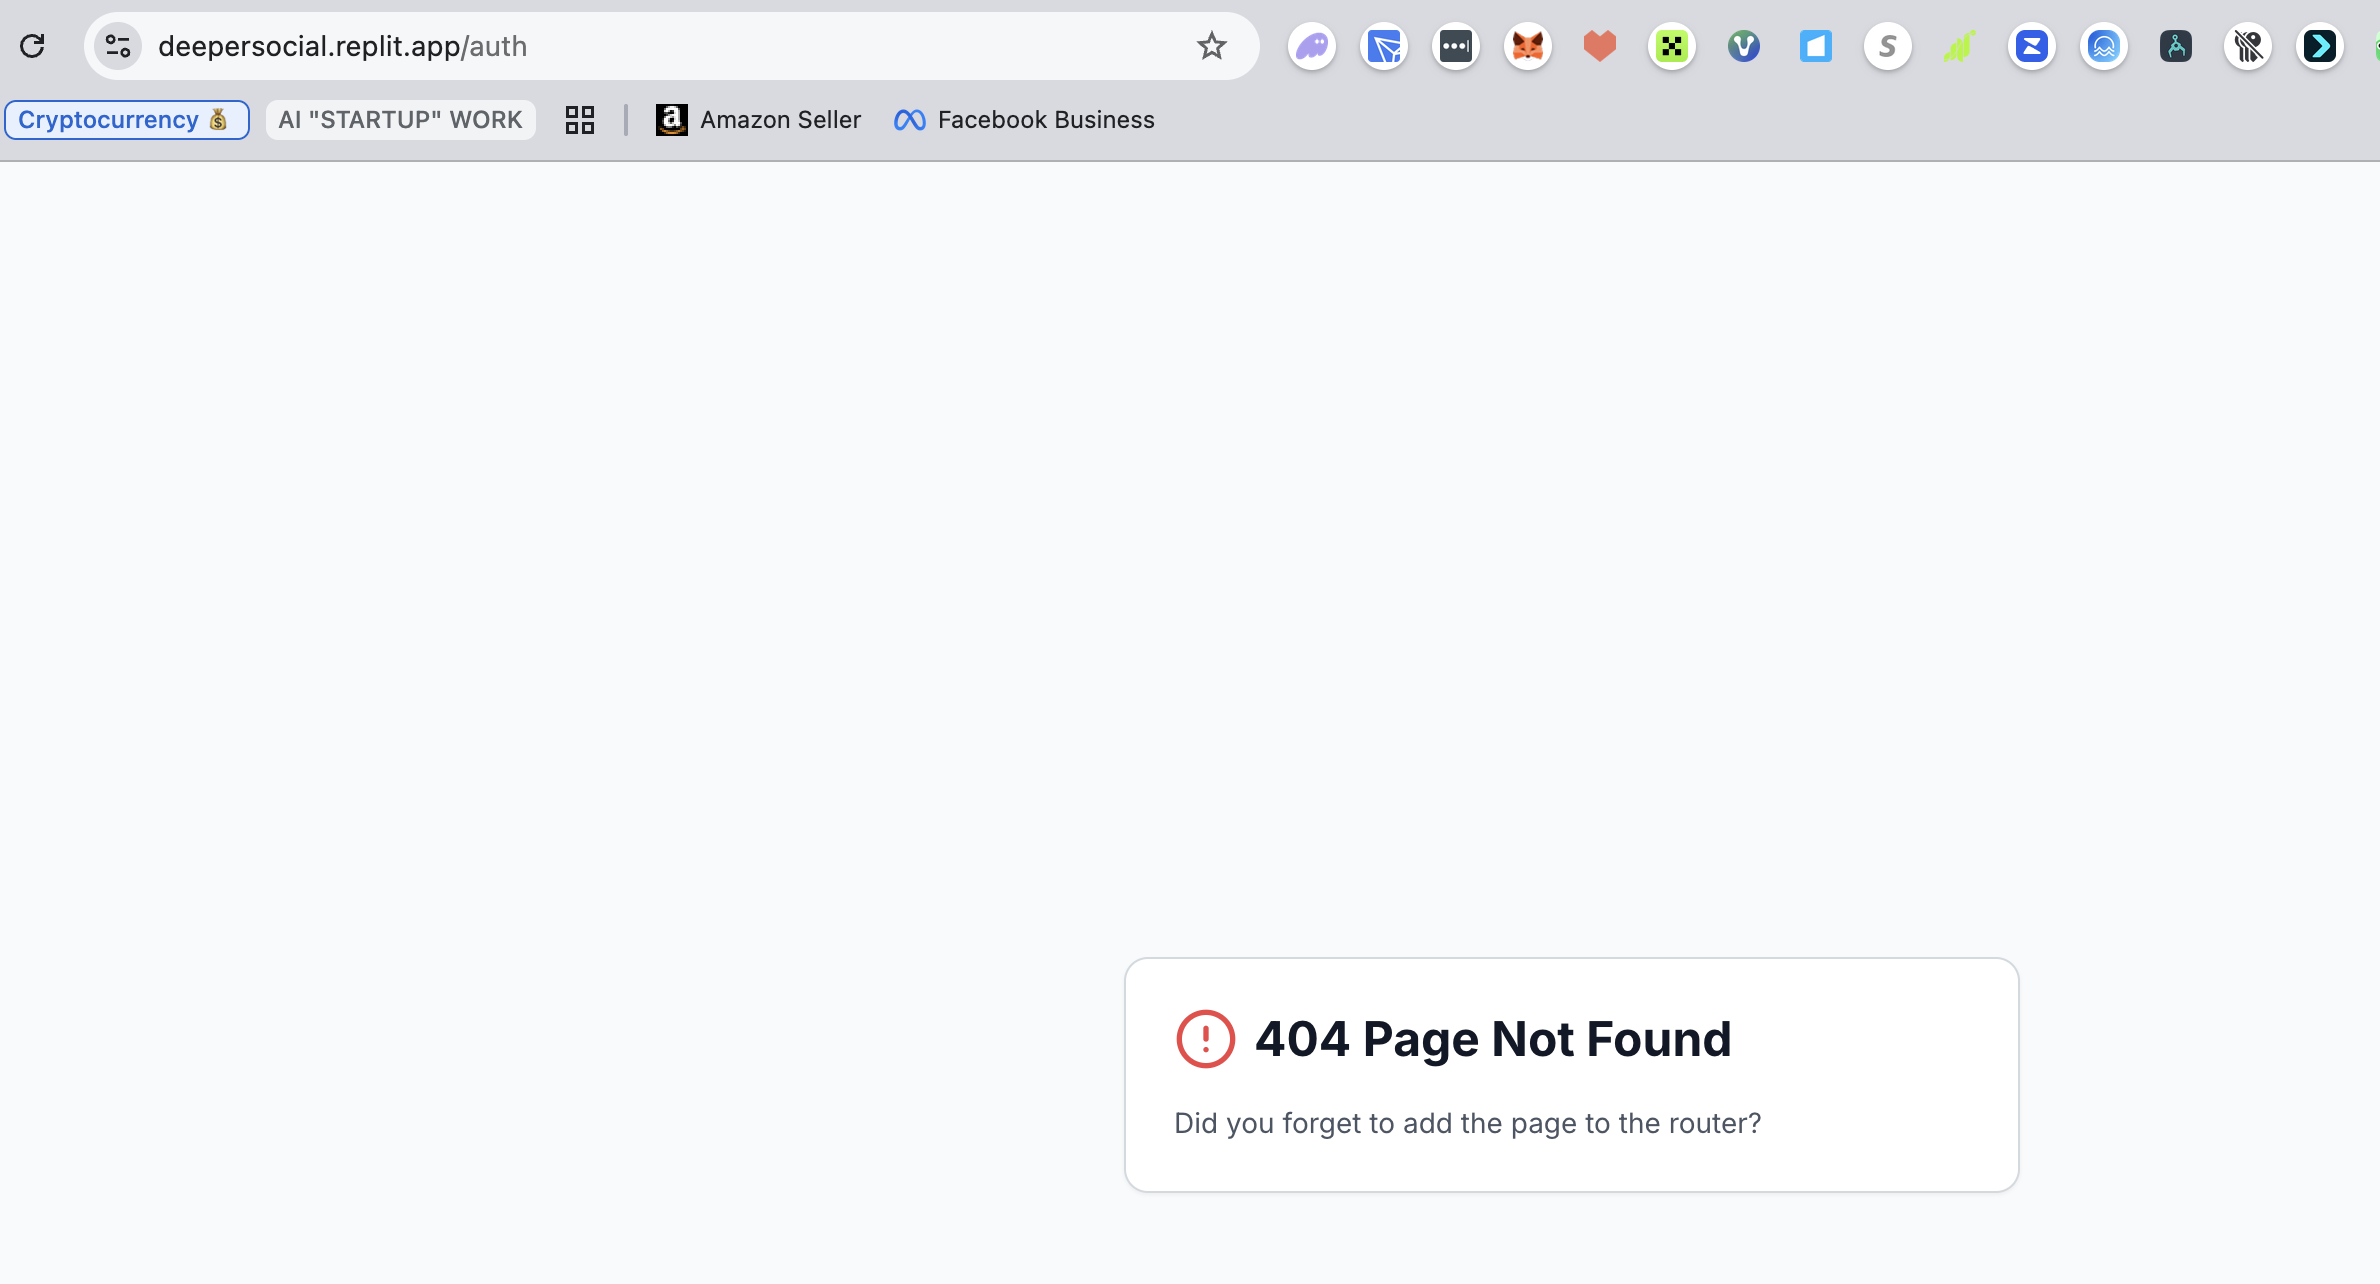 deepersocial.replit.app/auth
Cryptocurrency 💰
AI "STARTUP" WORK
Amazon Seller
Facebook Business
404 Page Not Found
Did you forget to add the page to the router?